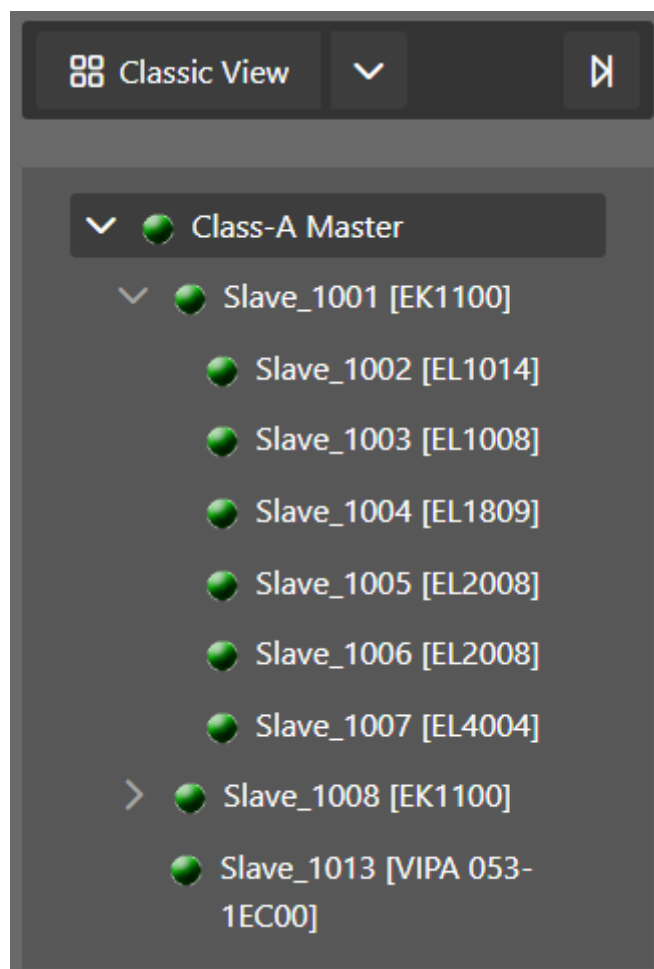 Classic View
Class-A Master
Slave_1001 [EK1100]
Slave_1002 [EL1014]
Slave_1003 [EL1008]
Slave_1004 [EL1809]
Slave_1005 [EL2008]
Slave_1006 [EL2008]
Slave_1007 [EL4004]
Slave_1008 [EK1100]
Slave_1013 [VIPA 053-
1EC00]